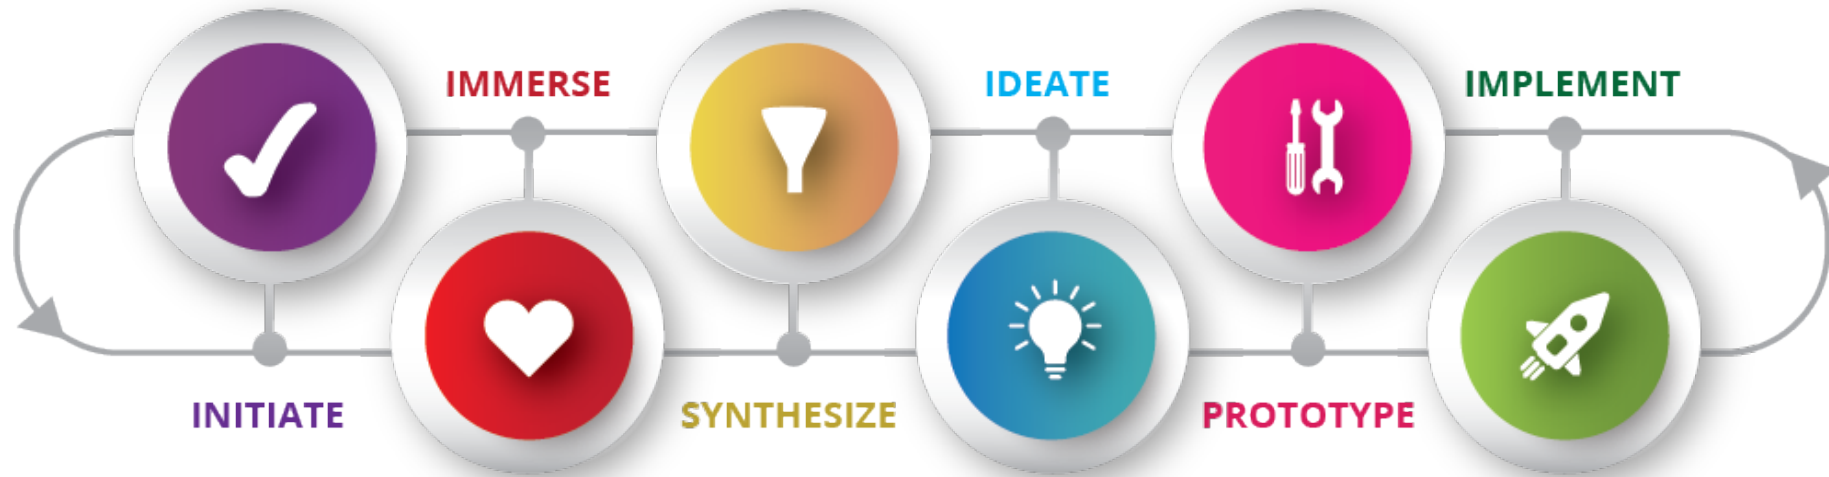 IMMERSE
IDEATE
IMPLEMENT
INITIATE
SYNTHESIZE
PROTOTYPE